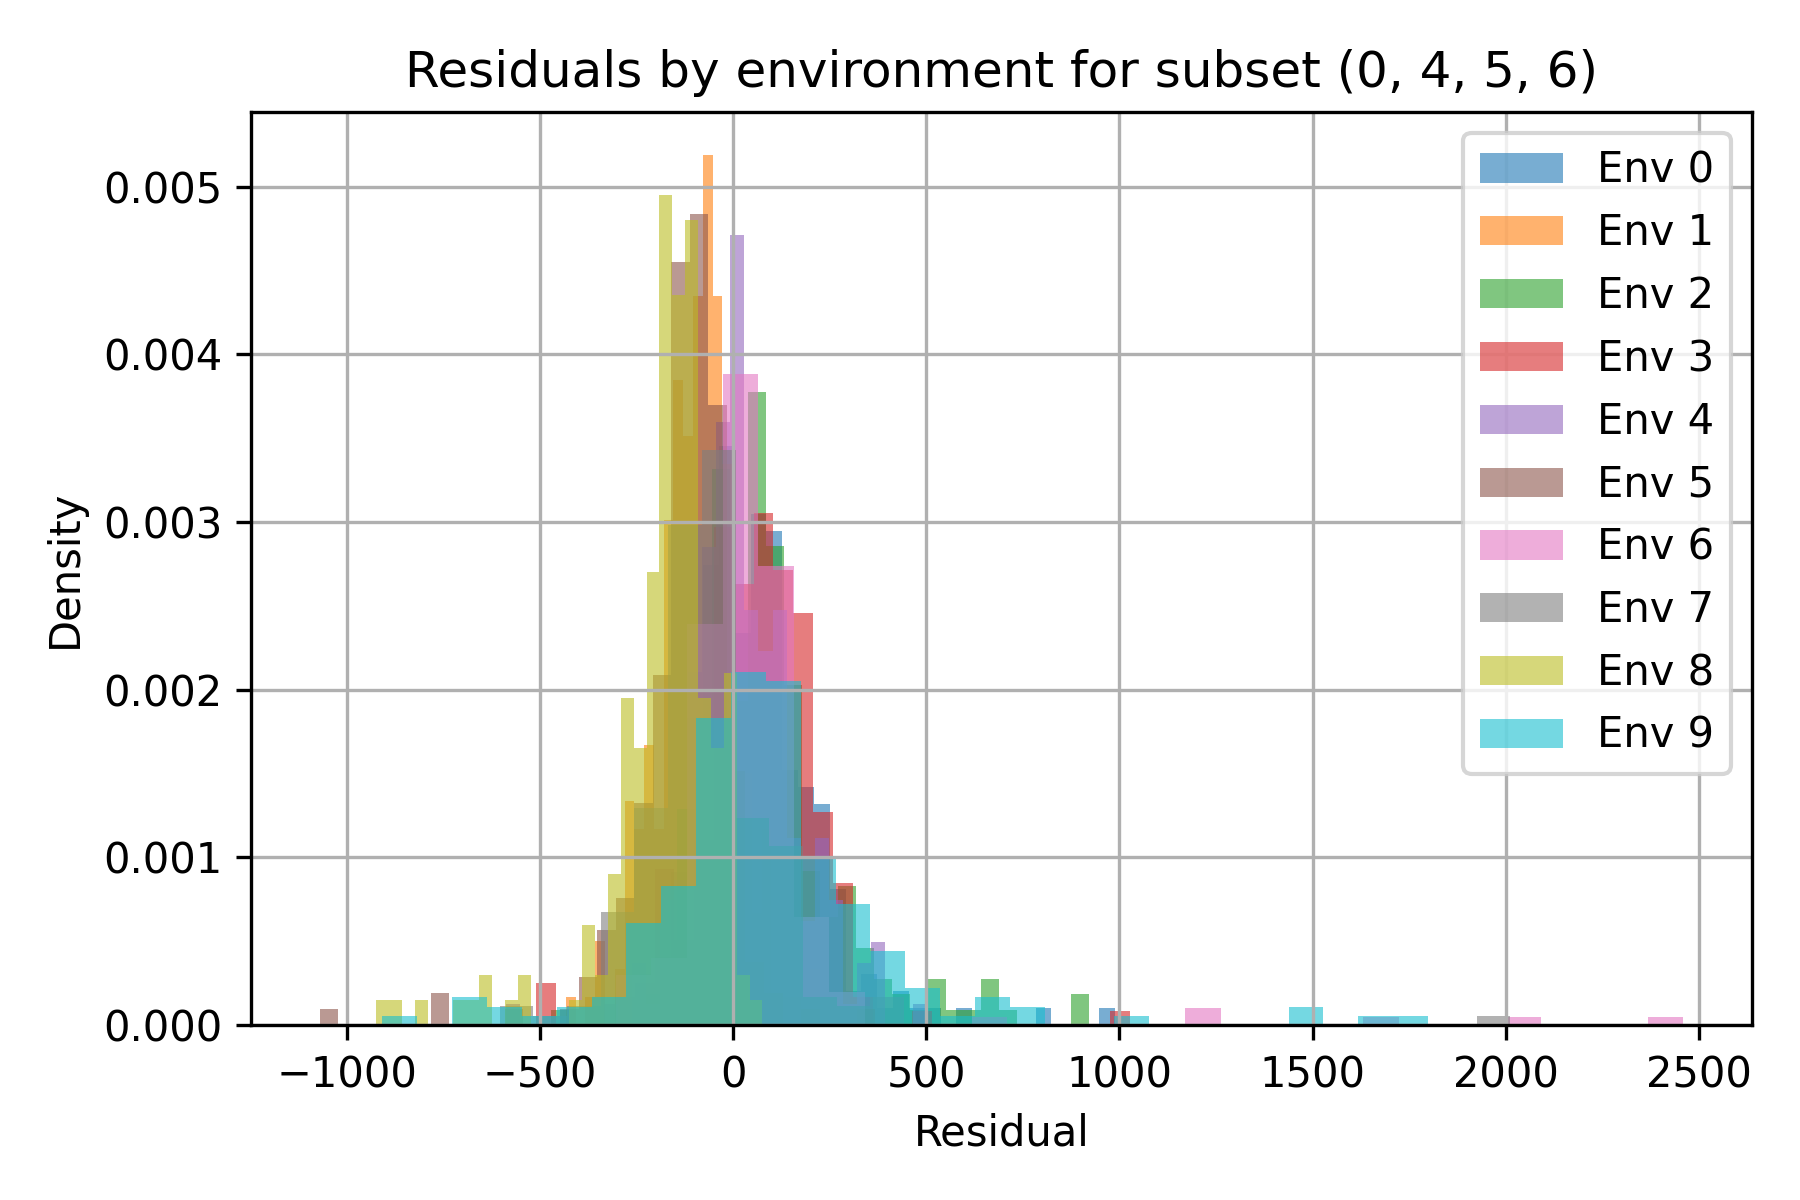 Residuals by environment for subset (0, 4, 5, 6)
Env 0
Env 1
Env 2
Env 3
Env 4
Env 5
Env 6
Env 7
Env 8
Env 9
0.005
0.004
0.003
0.002
0.001
0.000
Density
−1000 −500 0 500 1000 1500 2000 2500
Residual